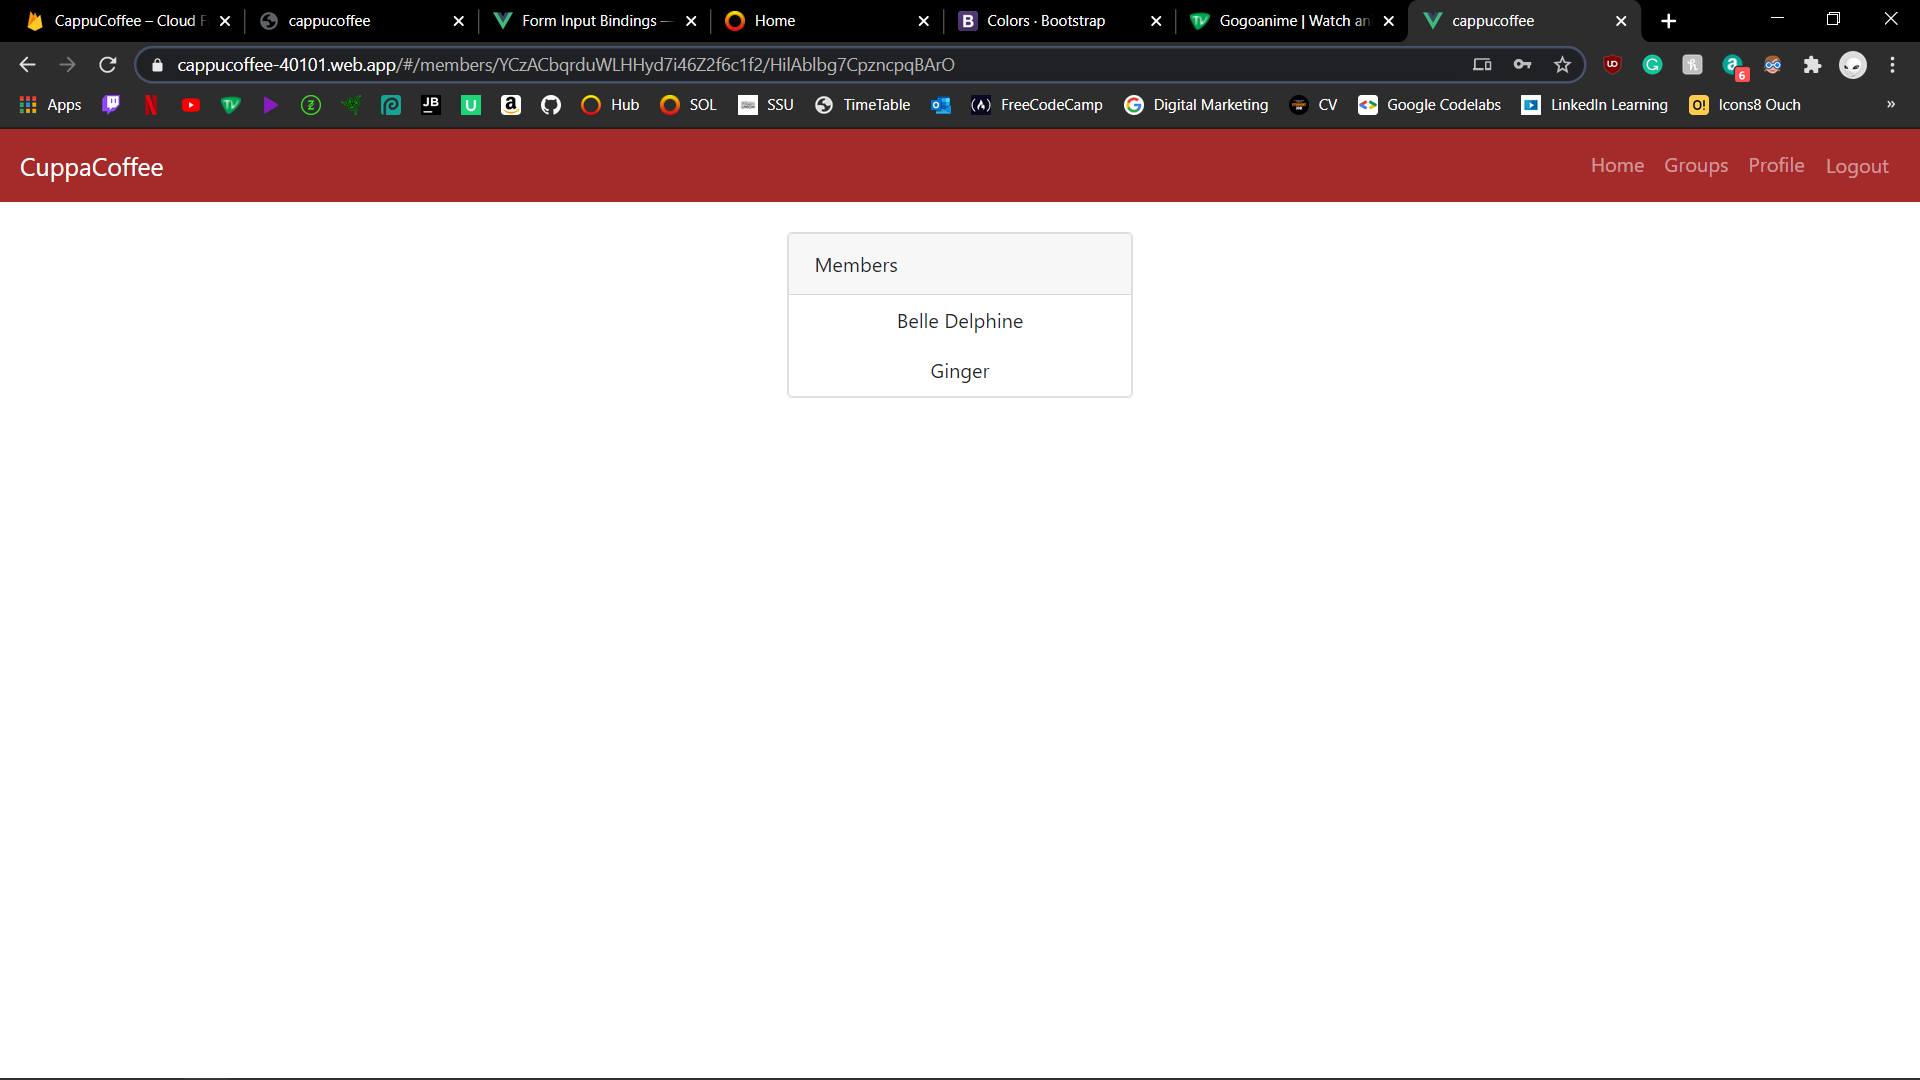 CappuCoffee – Cloud F
cappucoffee
Form Input Bindings —
Home
Colors · Bootstrap
Gogoanime | Watch an
cappucoffee
cappucoffee-40101.web.app/#/members/YCzACbqrduWLHHyd7i46Z2f6c1f2/HilAblbg7CpzncpqBArO
6
Apps
JB
U
a
Hub
SOL
SSU
TimeTable
FreeCodeCamp
Digital Marketing
CV
Google Codelabs
LinkedIn Learning
O!
Icons8 Ouch
»
CuppaCoffee
Home
Groups
Profile
Logout
Members
Belle Delphine
Ginger